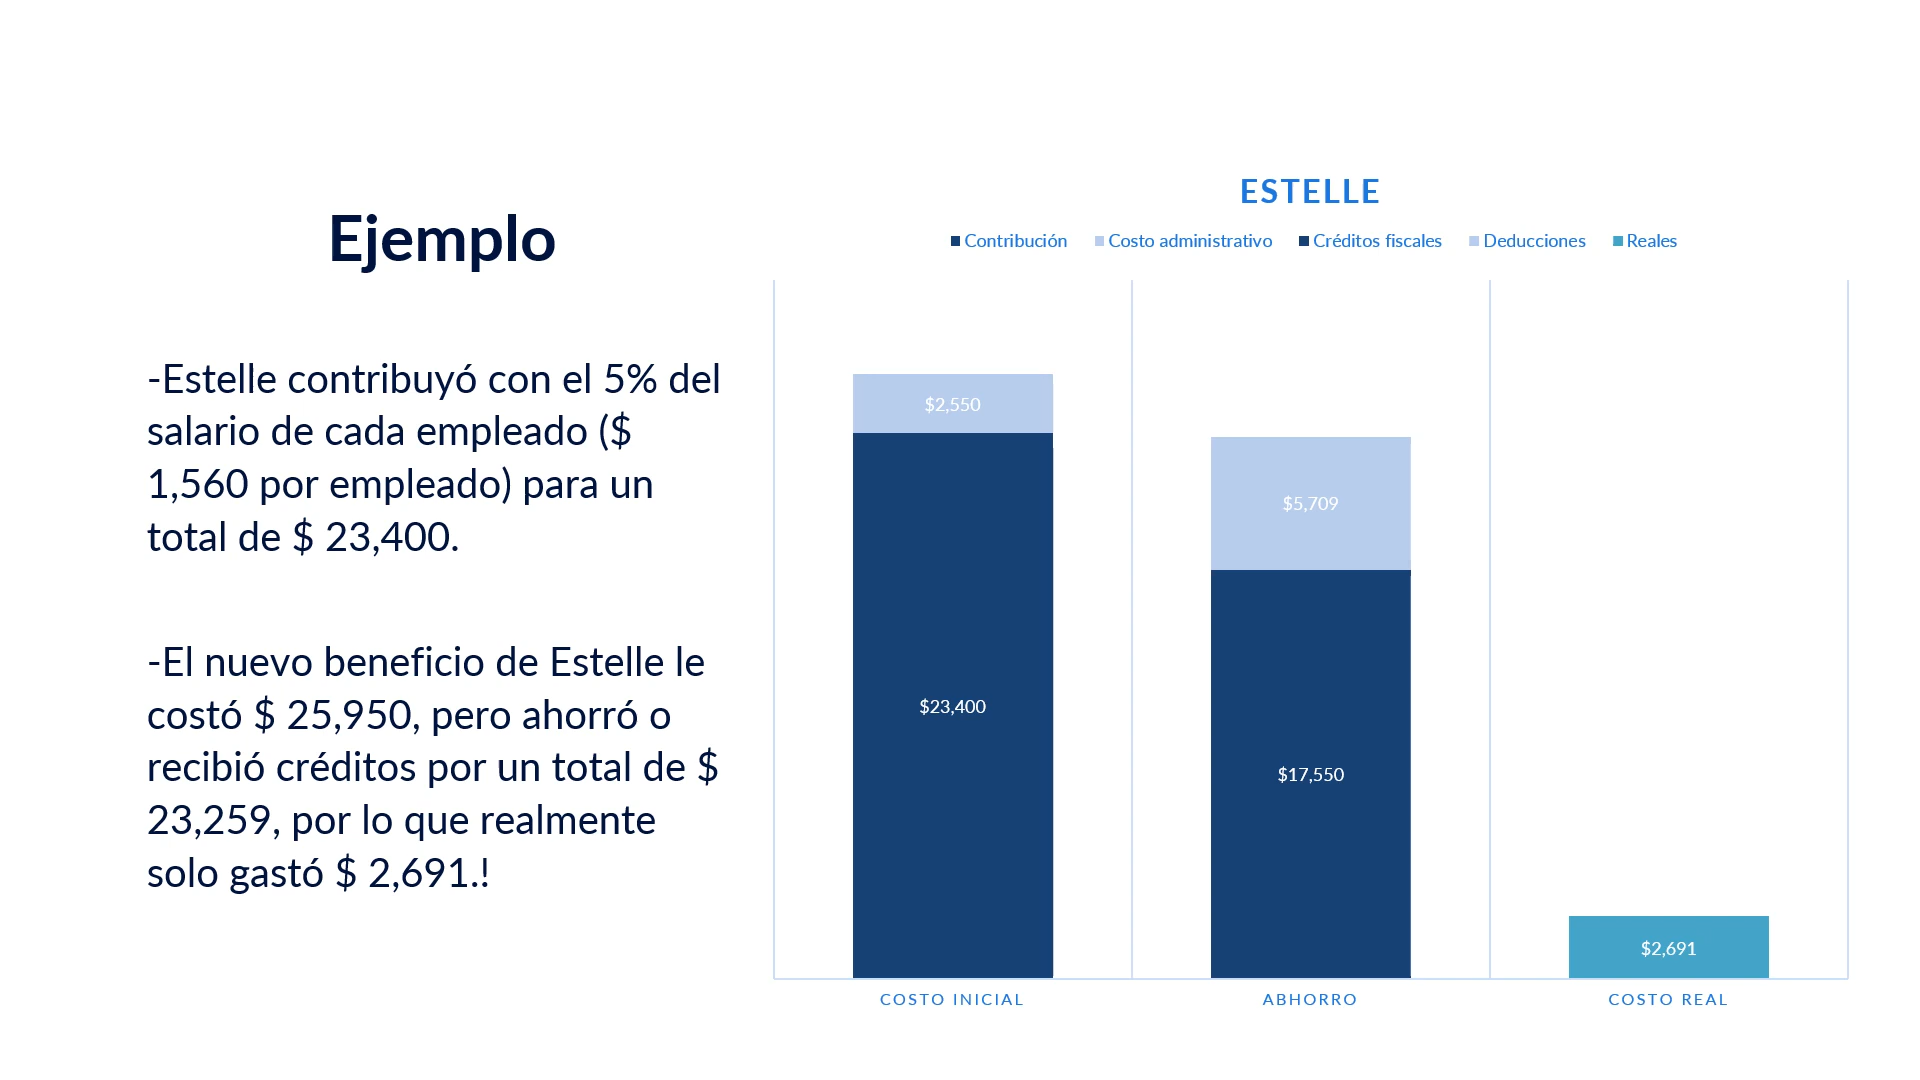 Ejemplo
-Estelle contribuyó con el 5% del
salario de cada empleado ($
1,560 por empleado) para un
total de $ 23,400.
-El nuevo beneficio de Estelle le
costó $ 25,950, pero ahorró o
recibió créditos por un total de $
23,259, por lo que realmente
solo gastó $ 2,691.!
ESTELLE
Contribución Costo administrativo Créditos fiscales Deducciones Reales
$2,550
$23,400
$5,709
$17,550
$2,691
COSTO INICIAL ABHORRO COSTO REAL